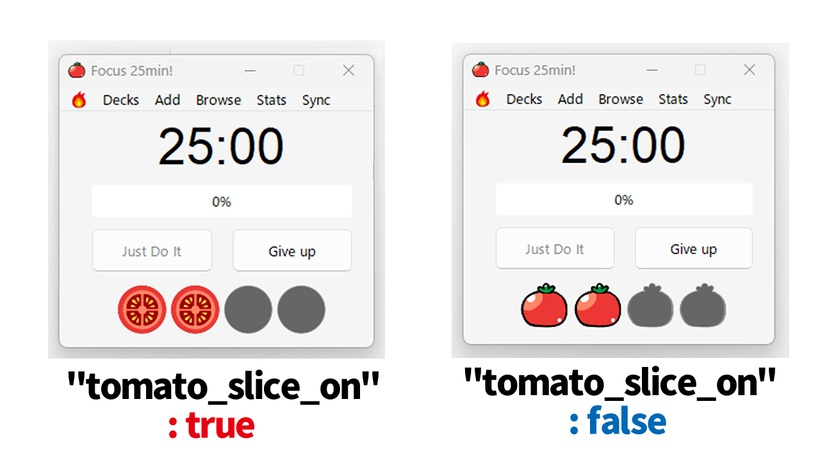 Focus 25min!
Decks Add Browse Stats Sync
25:00
0%
Just Do It Give up
"tomato_slice_on"
: true
Focus 25min!
Decks Add Browse Stats Sync
25:00
0%
Just Do It Give up
"tomato_slice_on"
: false